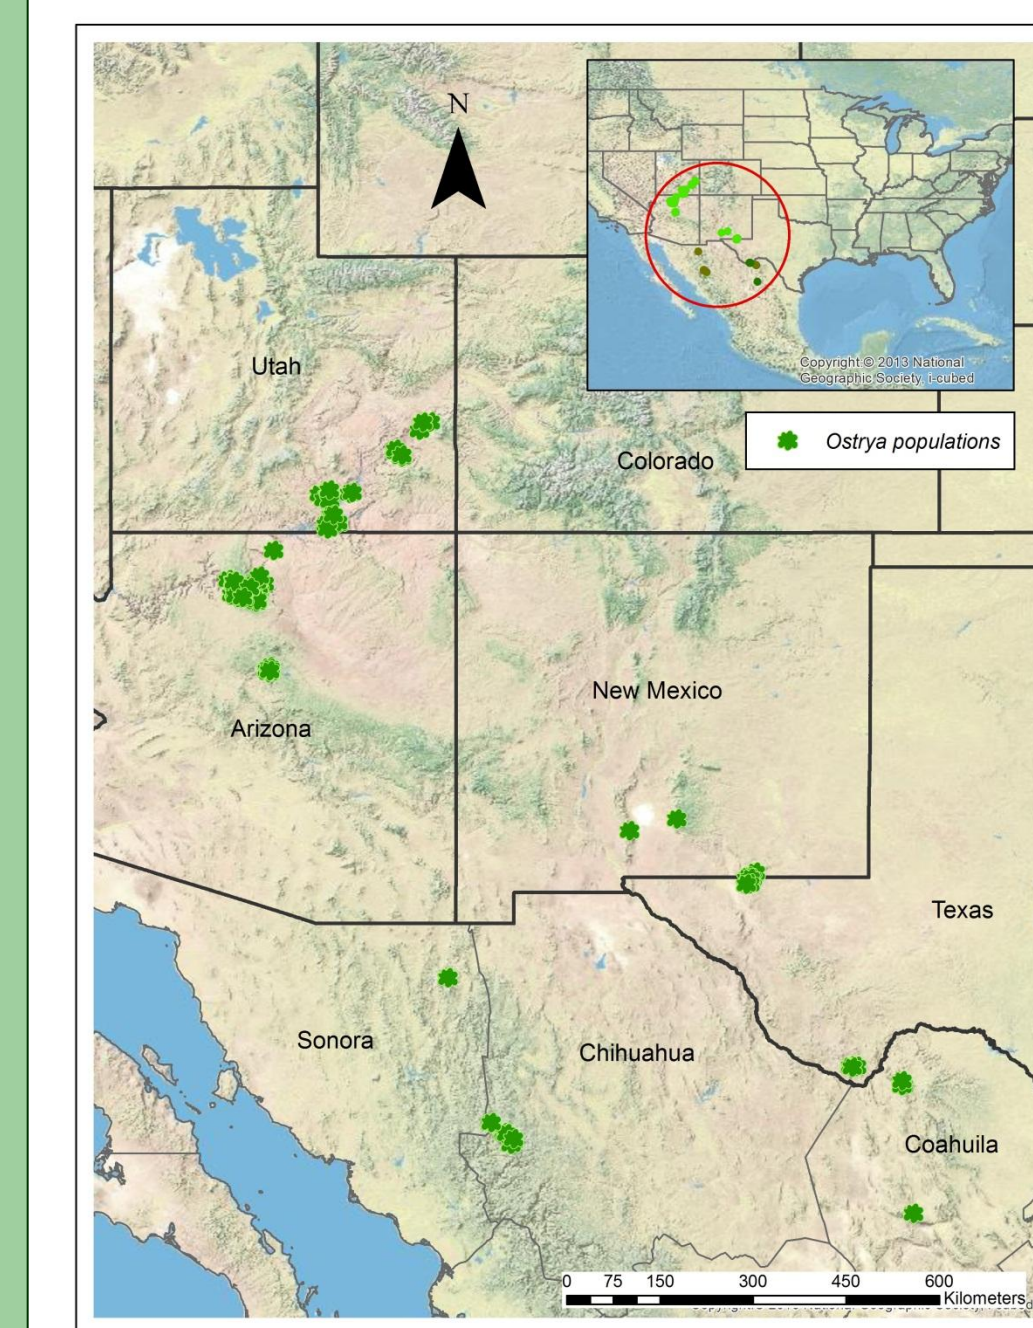 N
Copyright:© 2013 National
Geographic Society, i-cubed
Utah
Ostrya populations
Colorado
New Mexico
Arizona
Texas
Sonora
Chihuahua
Coahuila
0 75 150 300 450 600
Kilometers